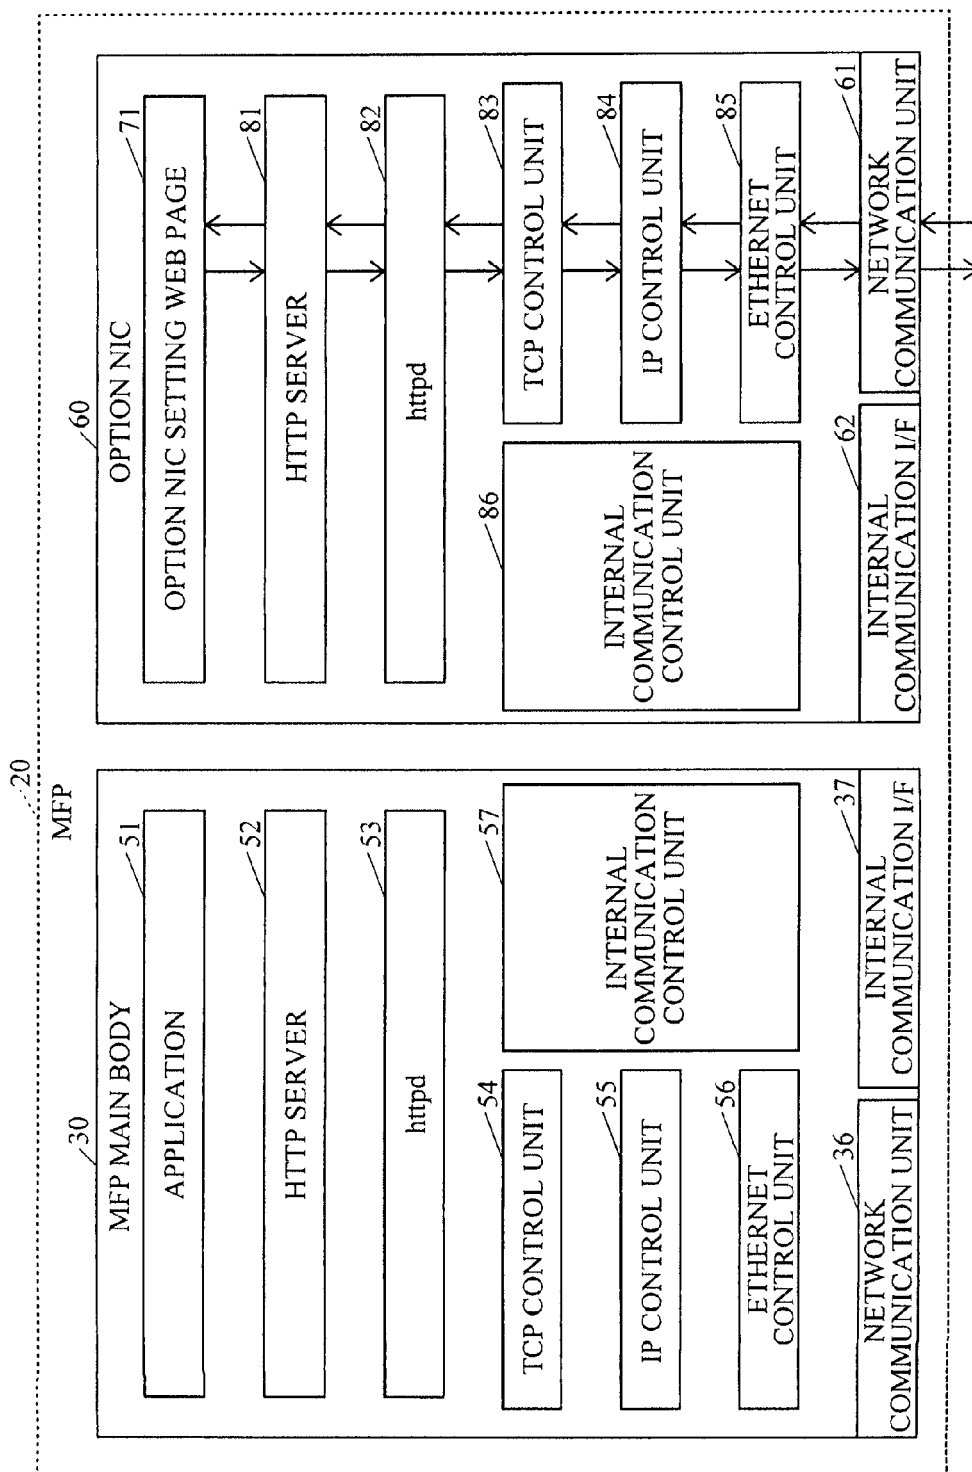 20
MFP
30
MFP MAIN BODY
51
APPLICATION
52
HTTP SERVER
53
httpd
54
TCP CONTROL UNIT
55
IP CONTROL UNIT
56
ETHERNET
CONTROL UNIT
57
INTERNAL
COMMUNICATION
CONTROL UNIT
36
NETWORK
COMMUNICATION UNIT
37
INTERNAL
COMMUNICATION I/F
60
OPTION NIC
71
OPTION NIC SETTING WEB PAGE
81
HTTP SERVER
82
httpd
86
INTERNAL
COMMUNICATION
CONTROL UNIT
83
TCP CONTROL UNIT
84
IP CONTROL UNIT
85
ETHERNET
CONTROL UNIT
62
INTERNAL
COMMUNICATION I/F
61
NETWORK
COMMUNICATION UNIT